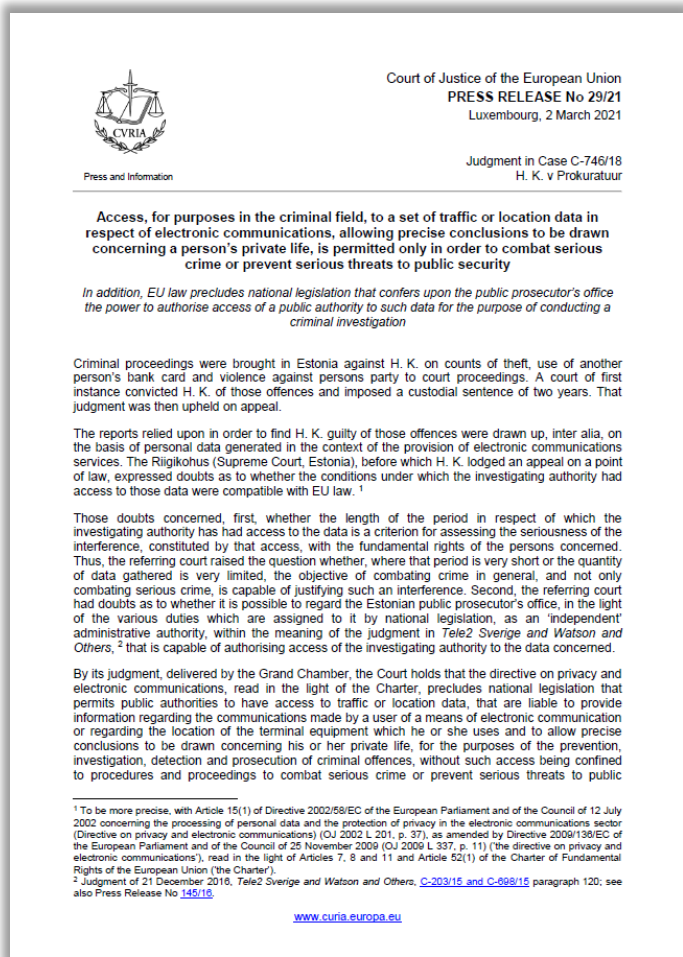 CVRIA
Press and Information
Court of Justice of the European Union
PRESS RELEASE No 29/21
Luxembourg, 2 March 2021
Judgment in Case C-746/18
H. K. v Prokuratuur
Access, for purposes in the criminal field, to a set of traffic or location data in
respect of electronic communications, allowing precise conclusions to be drawn
concerning a person's private life, is permitted only in order to combat serious
crime or prevent serious threats to public security
In addition, EU law precludes national legislation that confers upon the public prosecutor's office
the power to authorise access of a public authority to such data for the purpose of conducting a
criminal investigation
Criminal proceedings were brought in Estonia against H. K. on counts of theft, use of another
person's bank card and violence against persons party to court proceedings. A court of first
instance convicted H. K. of those offences and imposed a custodial sentence of two years. That
judgment was then upheld on appeal.
The reports relied upon in order to find H. K. guilty of those offences were drawn up, inter alia, on
the basis of personal data generated in the context of the provision of electronic communications
services. The Riigikohus (Supreme Court, Estonia), before which H. K. lodged an appeal on a point
of law, expressed doubts as to whether the conditions under which the investigating authority had
access to those data were compatible with EU law. 1
Those doubts concerned, first, whether the length of the period in respect of which the
investigating authority has had access to the data is a criterion for assessing the seriousness of the
interference, constituted by that access, with the fundamental rights of the persons concerned.
Thus, the referring court raised the question whether, where that period is very short or the quantity
of data gathered is very limited, the objective of combating crime in general, and not only
combating serious crime, is capable of justifying such an interference. Second, the referring court
had doubts as to whether it is possible to regard the Estonian public prosecutor's office, in the light
of the various duties which are assigned to it by national legislation, as an 'independent'
administrative authority, within the meaning of the judgment in Tele2 Sverige and Watson and
Others, 2 that is capable of authorising access of the investigating authority to the data concerned.
By its judgment, delivered by the Grand Chamber, the Court holds that the directive on privacy and
electronic communications, read in the light of the Charter, precludes national legislation that
permits public authorities to have access to traffic or location data, that are liable to provide
information regarding the communications made by a user of a means of electronic communication
or regarding the location of the terminal equipment which he or she uses and to allow precise
conclusions to be drawn concerning his or her private life, for the purposes of the prevention,
investigation, detection and prosecution of criminal offences, without such access being confined
to procedures and proceedings to combat serious crime or prevent serious threats to public
1 To be more precise, with Article 15(1) of Directive 2002/58/EC of the European Parliament and of the Council of 12 July
2002 concerning the processing of personal data and the protection of privacy in the electronic communications sector
(Directive on privacy and electronic communications) (OJ 2002 L 201, p. 37), as amended by Directive 2009/136/EC of
the European Parliament and of the Council of 25 November 2009 (OJ 2009 L 337, p. 11) ('the directive on privacy and
electronic communications'), read in the light of Articles 7, 8 and 11 and Article 52(1) of the Charter of Fundamental
Rights of the European Union ('the Charter').
2 Judgment of 21 December 2016, Tele2 Sverige and Watson and Others, C-203/15 and C-698/15 paragraph 120; see
also Press Release No 145/16.
www.curia.europa.eu